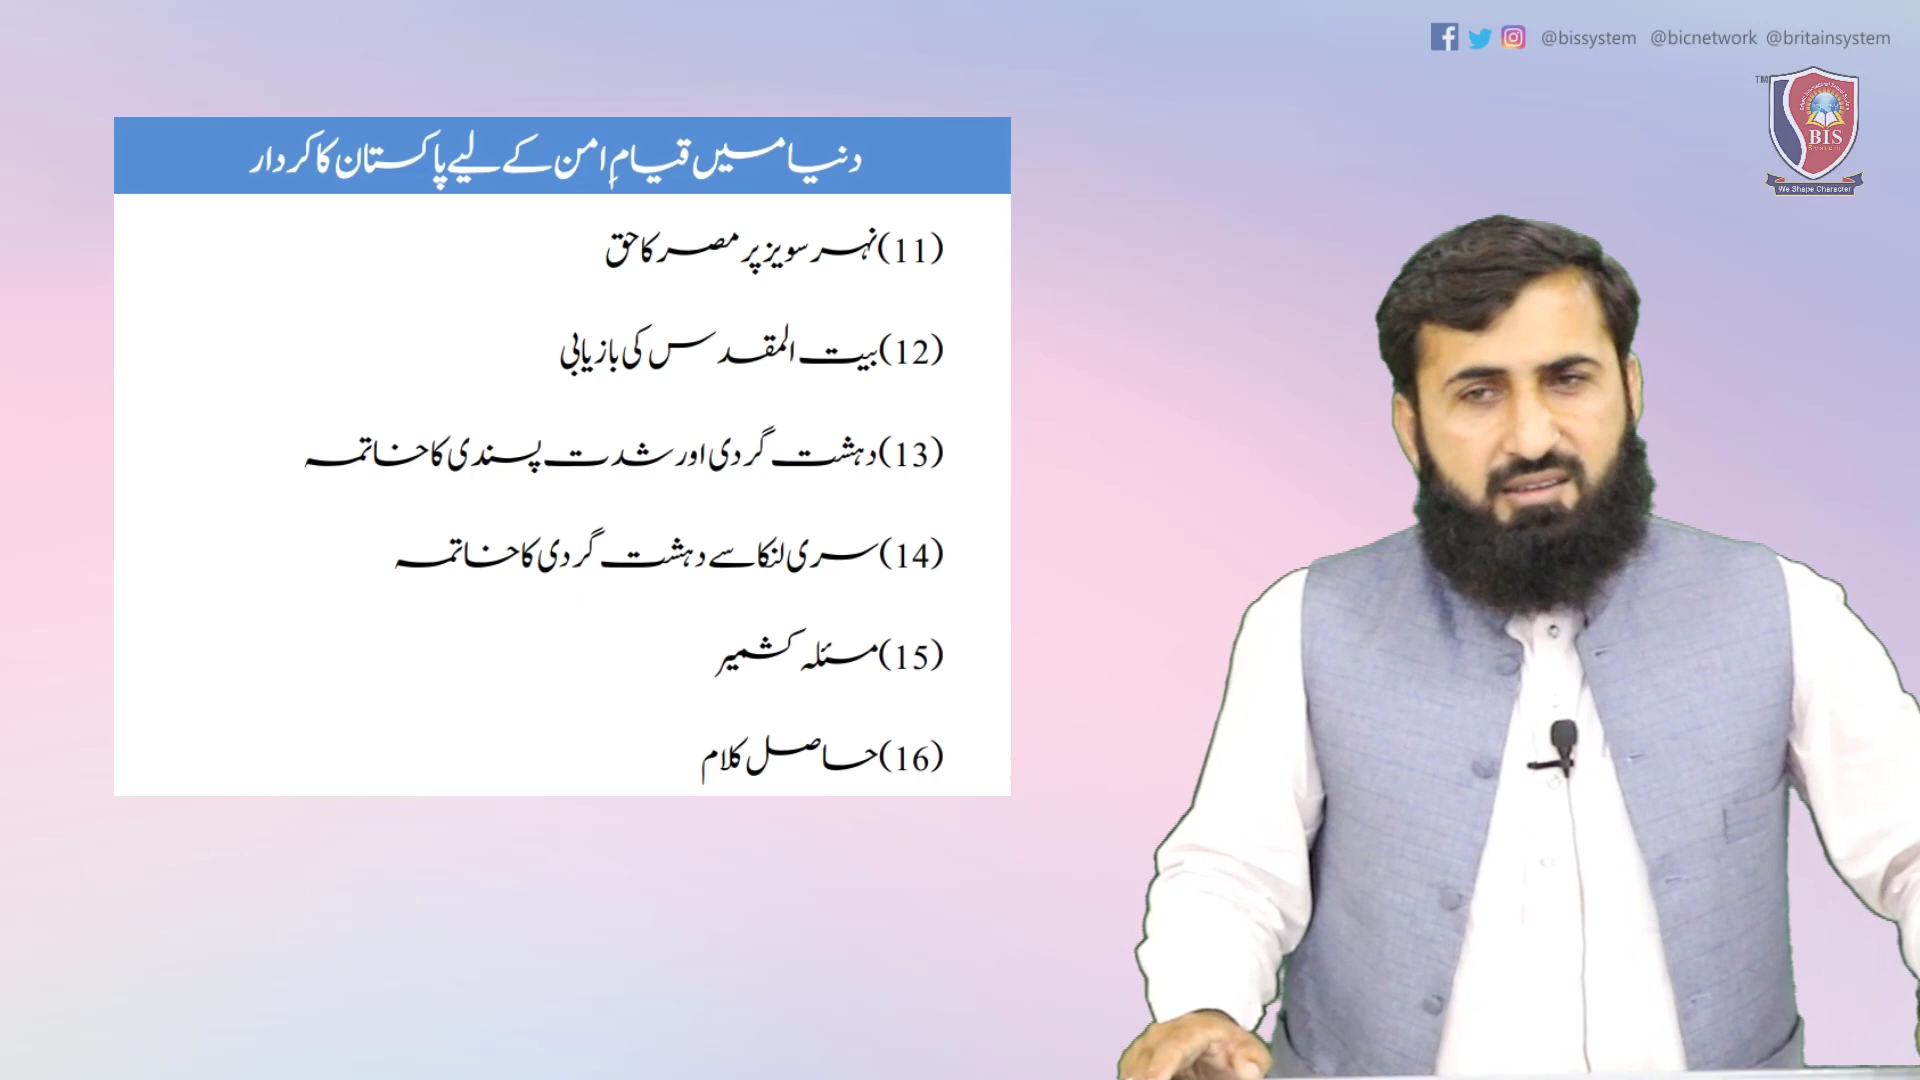 @bissystem @bicnetwork @britainsystem
TM
BIS
System
We Shape Character
دنیا میں قیامِ امن کے لیے پاکستان کا کردار
(11) نہر سویز پر مصر کا حق
(12) بیت المقدس کی بازیابی
(13) دہشت گردی اور شدت پسندی کا خاتمہ
(14) سری لنکا سے دہشت گردی کا خاتمہ
(15) مسئلہ کشمیر
(16) حاصل کلام